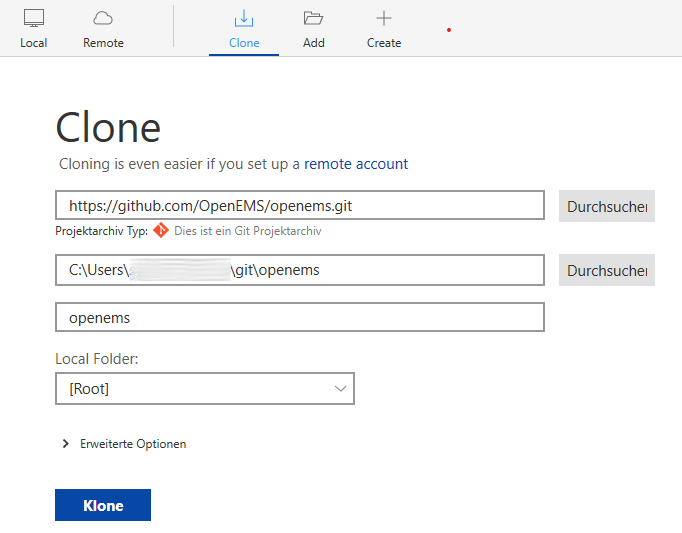 Local Remote Clone Add Create
Clone
Cloning is even easier if you set up a remote account
https://github.com/OpenEMS/openems.git Durchsuchen
Projektarchiv Typ: Dies ist ein Git Projektarchiv
C:\Users\ \git\openems Durchsuchen
openems
Local Folder:
[Root]
Erweiterte Optionen
Klone